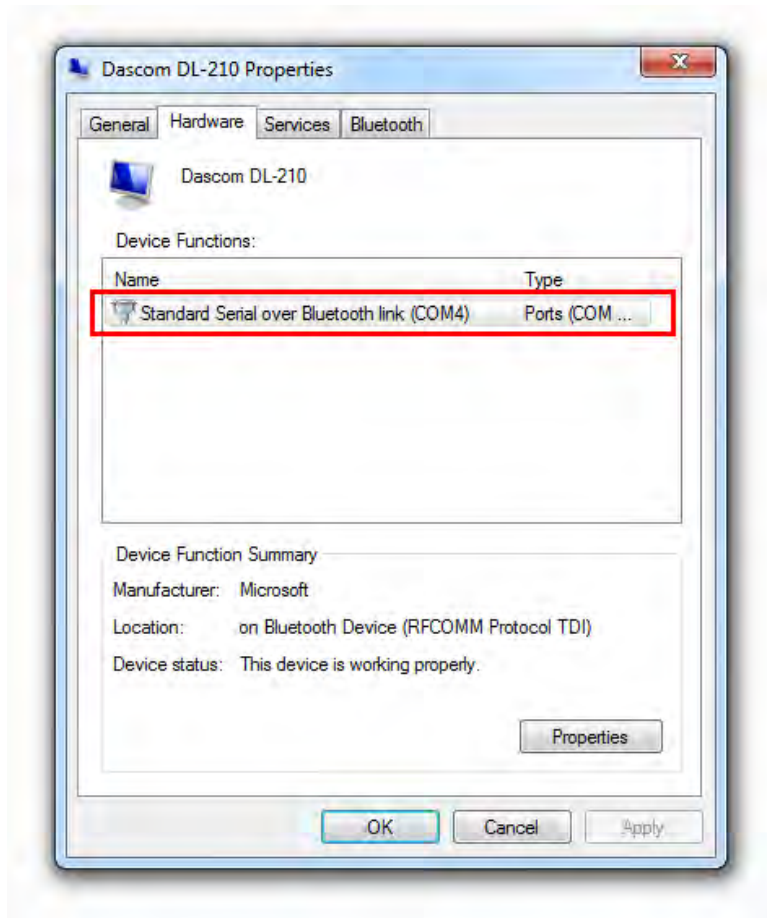 Dascom DL-210 Properties
General Hardware Services Bluetooth
Dascom DL-210
Device Functions:
Name Type
Standard Serial over Bluetooth link (COM4) Ports (COM ...
Device Function Summary
Manufacturer: Microsoft
Location: on Bluetooth Device (RFCOMM Protocol TDI)
Device status: This device is working properly.
Properties
OK Cancel Apply